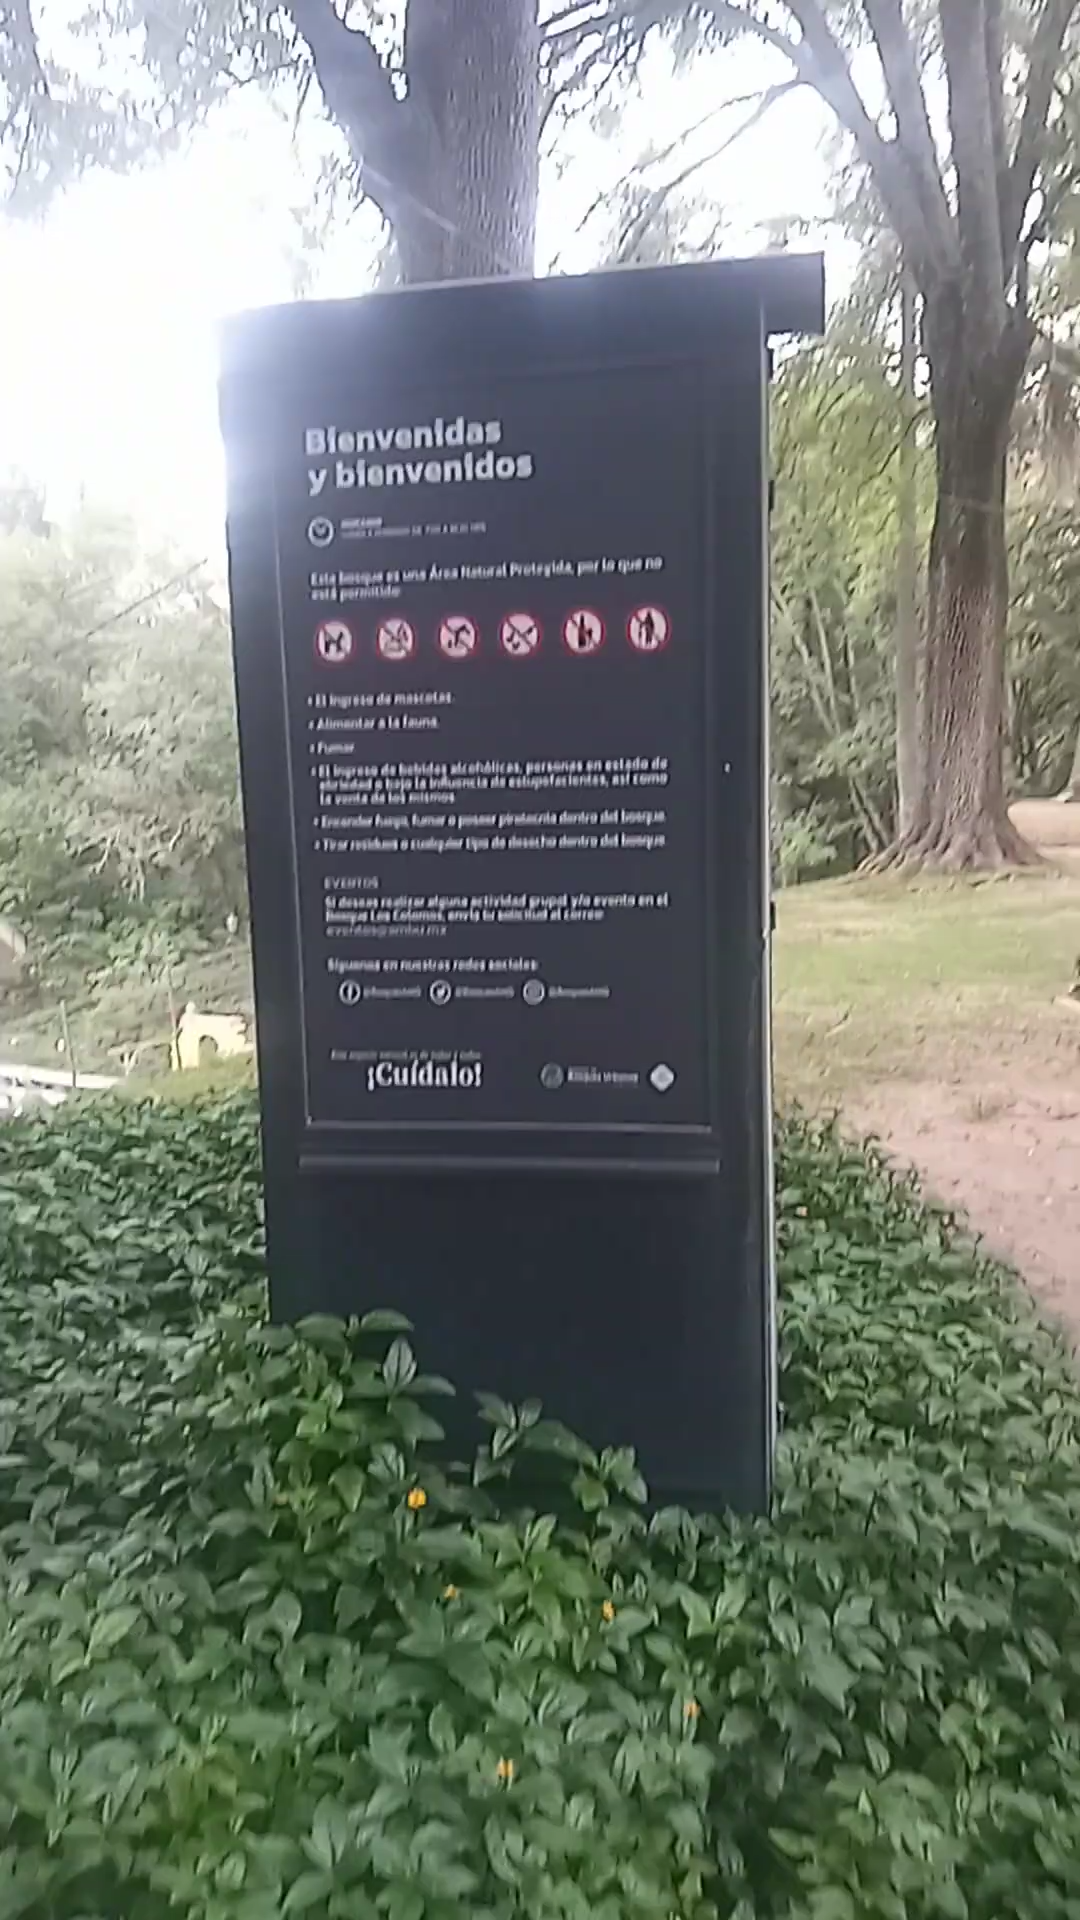 Bienvenidas
y bienvenidos
Este bosque es una Área Natural Protegida, por lo que no
está permitido:
• El ingreso de mascotas.
• Alimentar a la fauna.
• Fumar
• El ingreso de bebidas alcohólicas, personas en estado de
ebriedad o bajo la influencia de estupefacientes, así como
la venta de los mismos.
• Encender fuego, fumar o poseer pirotecnia dentro del bosque.
• Tirar residuos o cualquier tipo de desecho dentro del bosque.
EVENTOS
Si deseas realizar alguna actividad grupal y/o evento en el
Bosque Los Colomos, envía tu solicitud al correo:
eventos@ambu.mx
Síguenos en nuestras redes sociales:
¡Cuídalo!